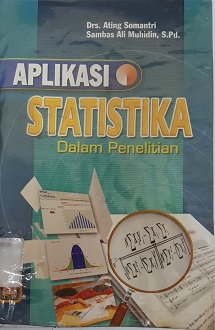 Drs. Ating Somantri
Sambas Ali Muhidin, S.Pd.
APLIKASI
STATISTIKA
Dalam Penelitian